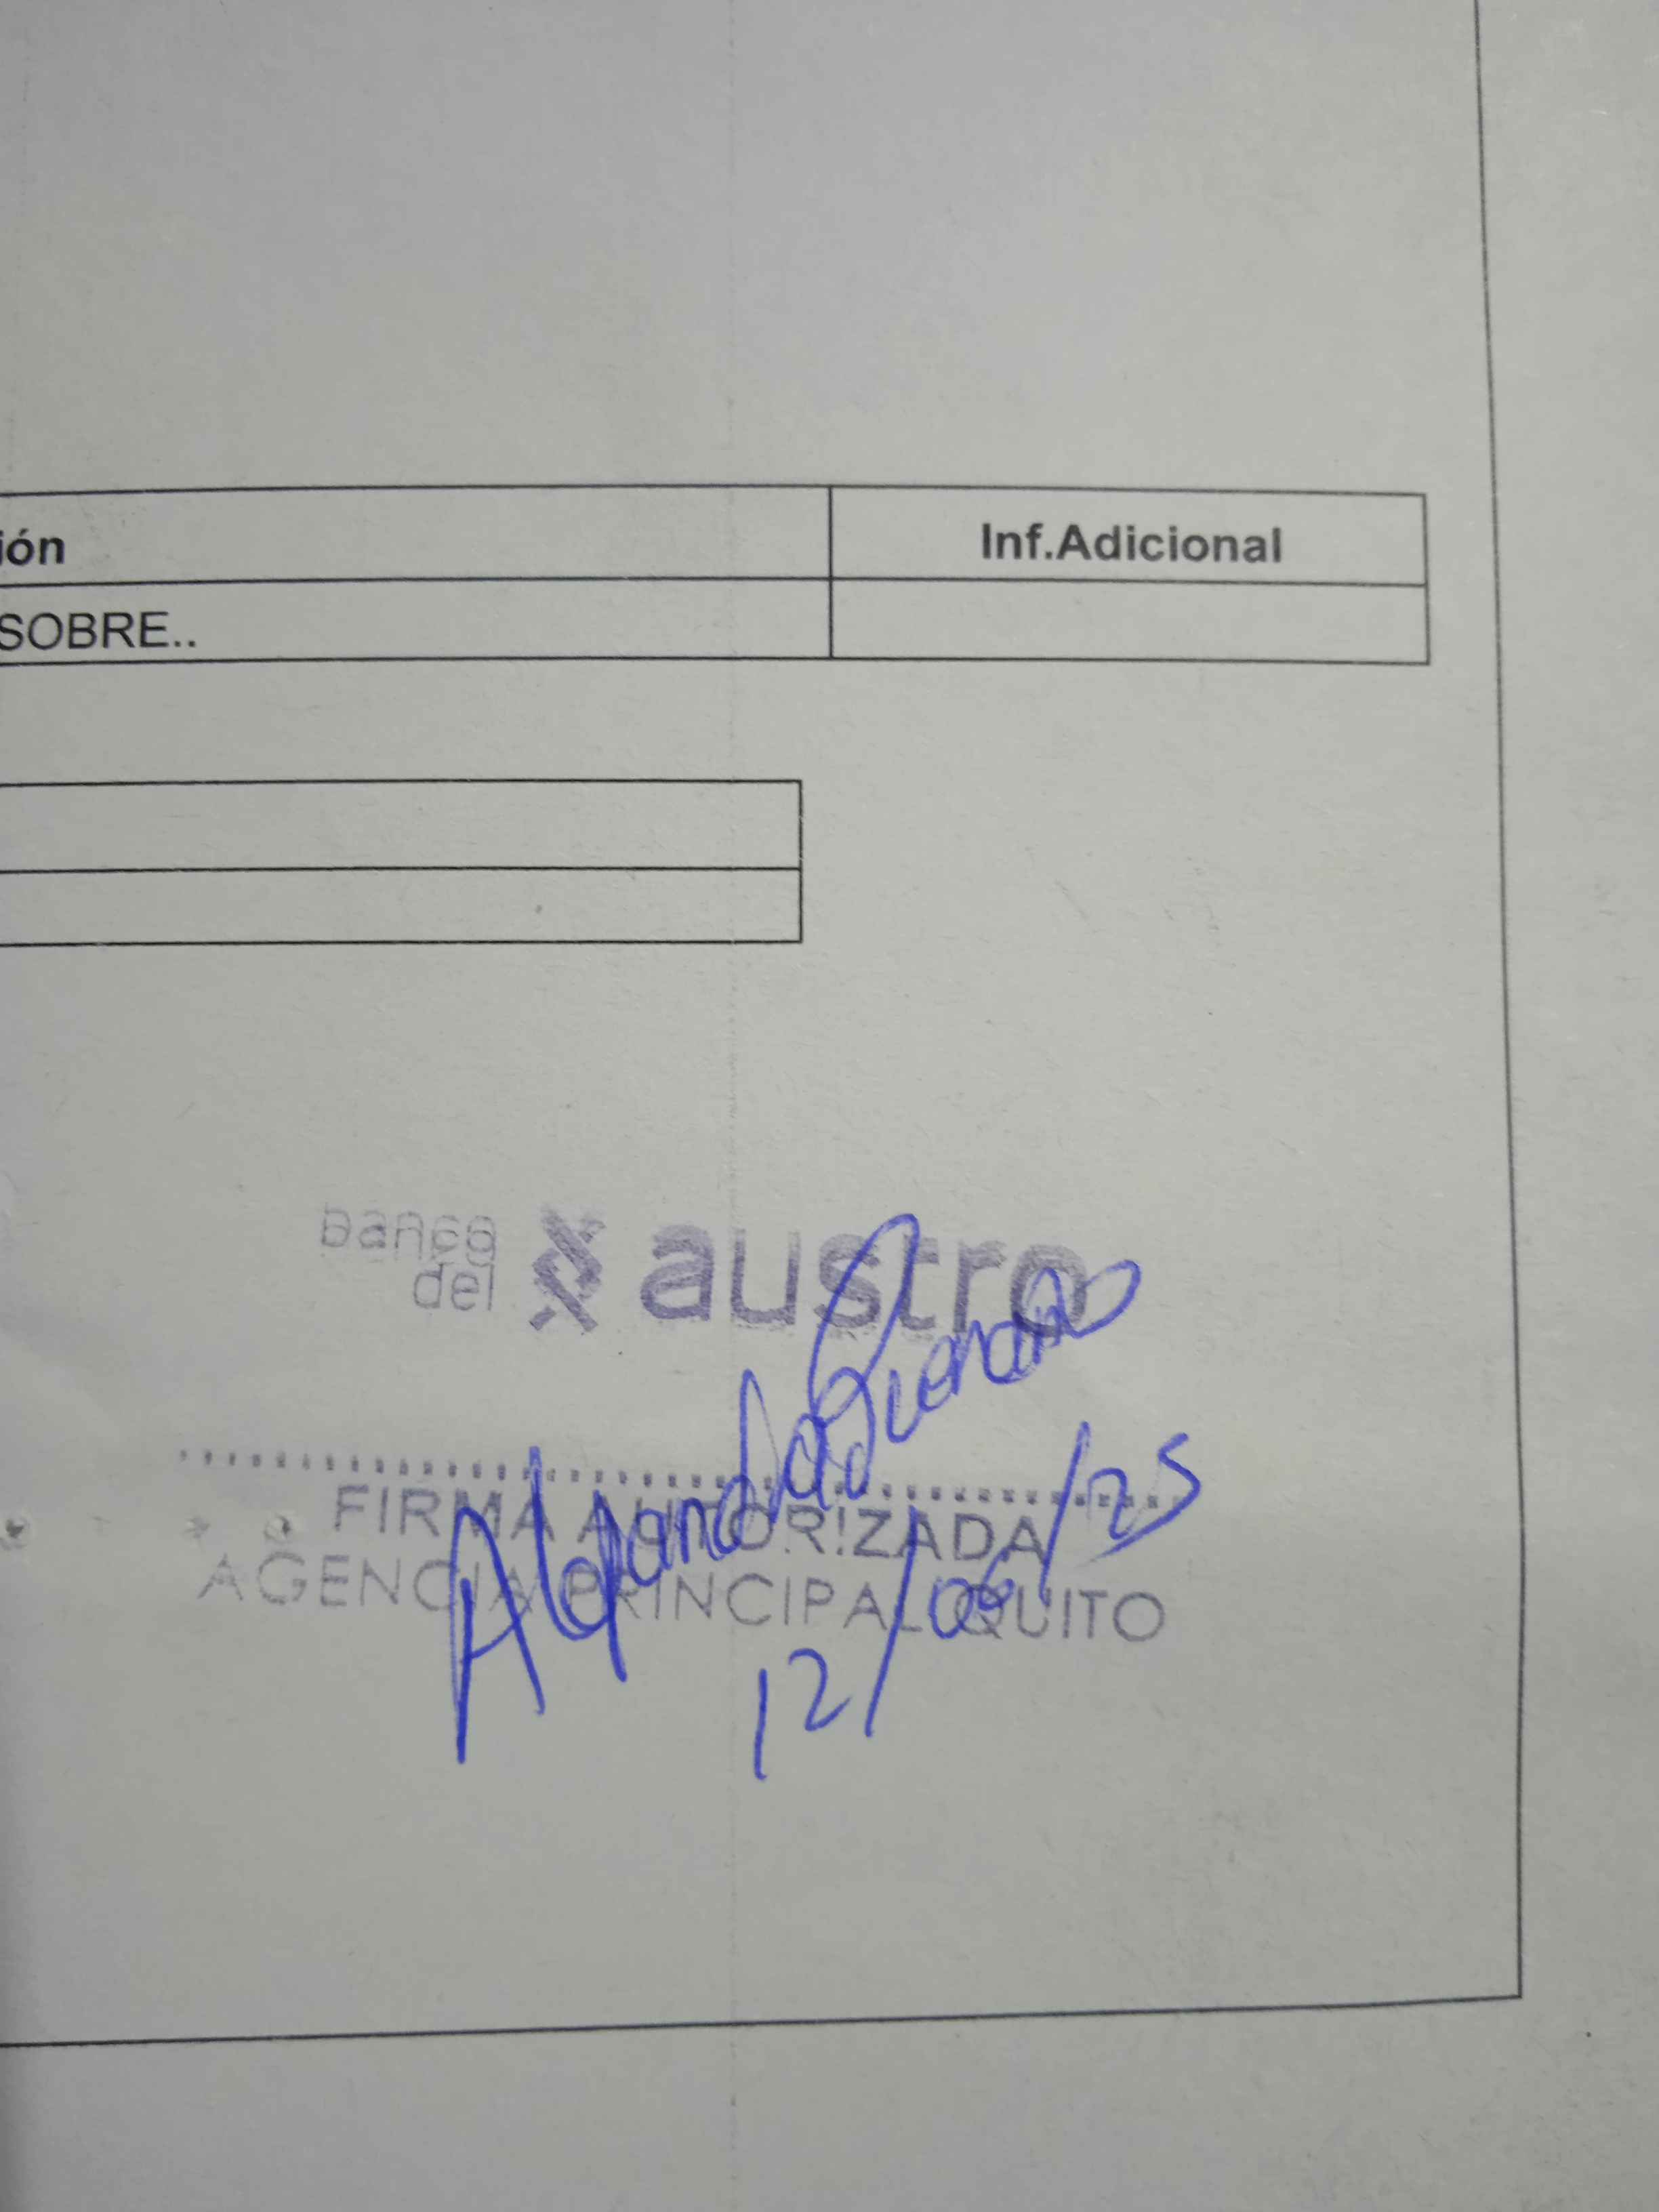 ión
Inf.Adicional
SOBRE..
banco
del
austro
FIRMA AUTORIZADA
AGENCIA PRINCIPAL QUITO
12/06/25